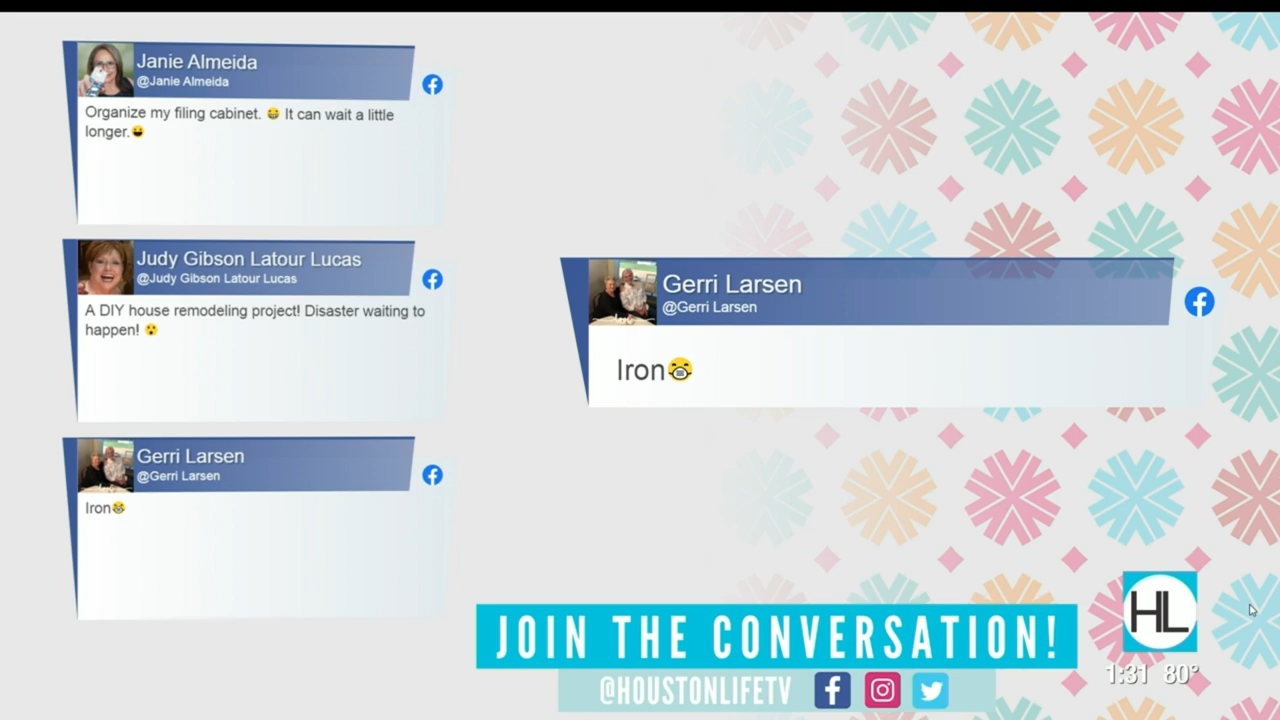 Janie Almeida
@Janie Almeida
Organize my filing cabinet. 😂 It can wait a little
longer.😄
Judy Gibson Latour Lucas
@Judy Gibson Latour Lucas
A DIY house remodeling project! Disaster waiting to
happen! 😯
Gerri Larsen
@Gerri Larsen
Iron😷
Gerri Larsen
@Gerri Larsen
Iron😷
JOIN THE CONVERSATION!
@HOUSTONLIFETV
HL
1:31 80°